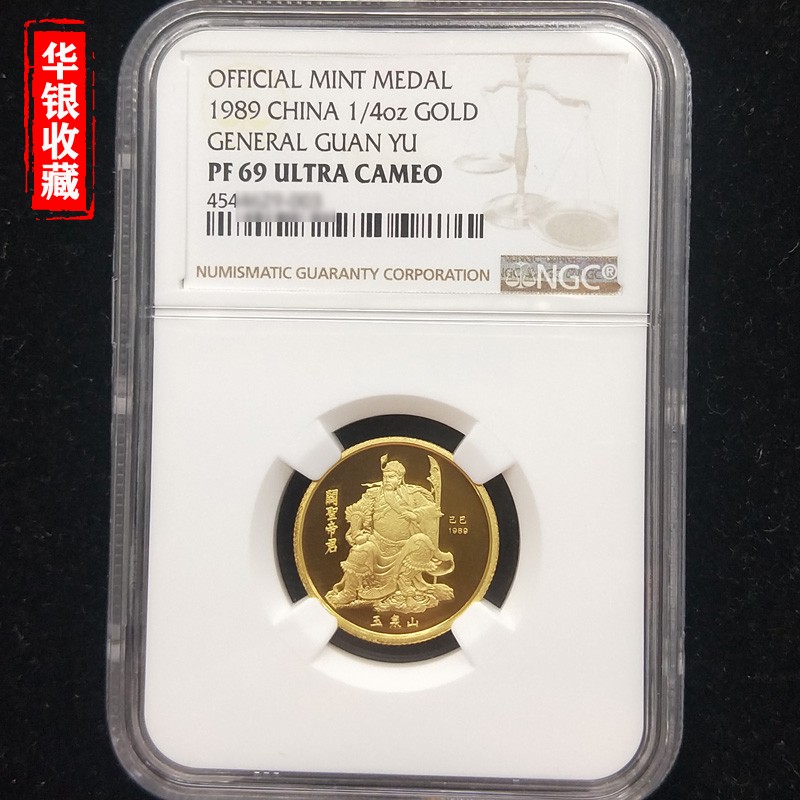 华银收藏
OFFICIAL MINT MEDAL
1989 CHINA 1/4oz GOLD
GENERAL GUAN YU
PF 69 ULTRA CAMEO
454
NUMISMATIC GUARANTY CORPORATION
NGC®
關聖帝君
己巳
1989
玉泉山